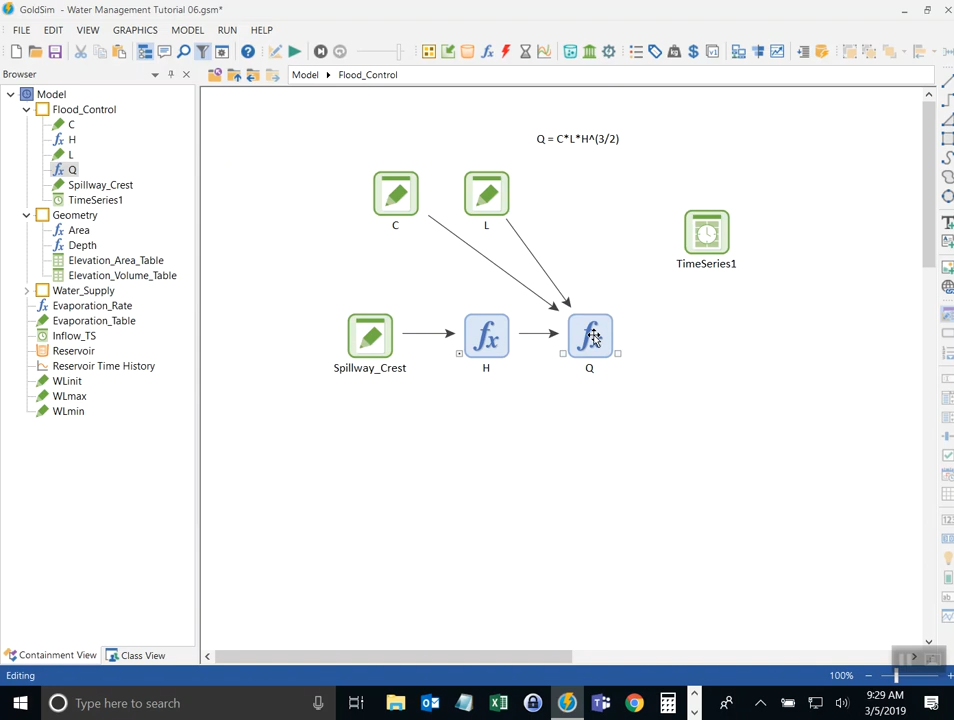 GoldSim - Water Management Tutorial 06.gsm*
FILE EDIT VIEW GRAPHICS MODEL RUN HELP
Browser
Model Flood_Control
Model
Flood_Control
C
H
L
Q
Spillway_Crest
TimeSeries1
Geometry
Area
Depth
Elevation_Area_Table
Elevation_Volume_Table
Water_Supply
Evaporation_Rate
Evaporation_Table
Inflow_TS
Reservoir
Reservoir Time History
WLinit
WLmax
WLmin
Q = C*L*H^(3/2)
C L
TimeSeries1
Spillway_Crest H Q
Containment View Class View
Editing 100%
Type here to search
9:29 AM
3/5/2019